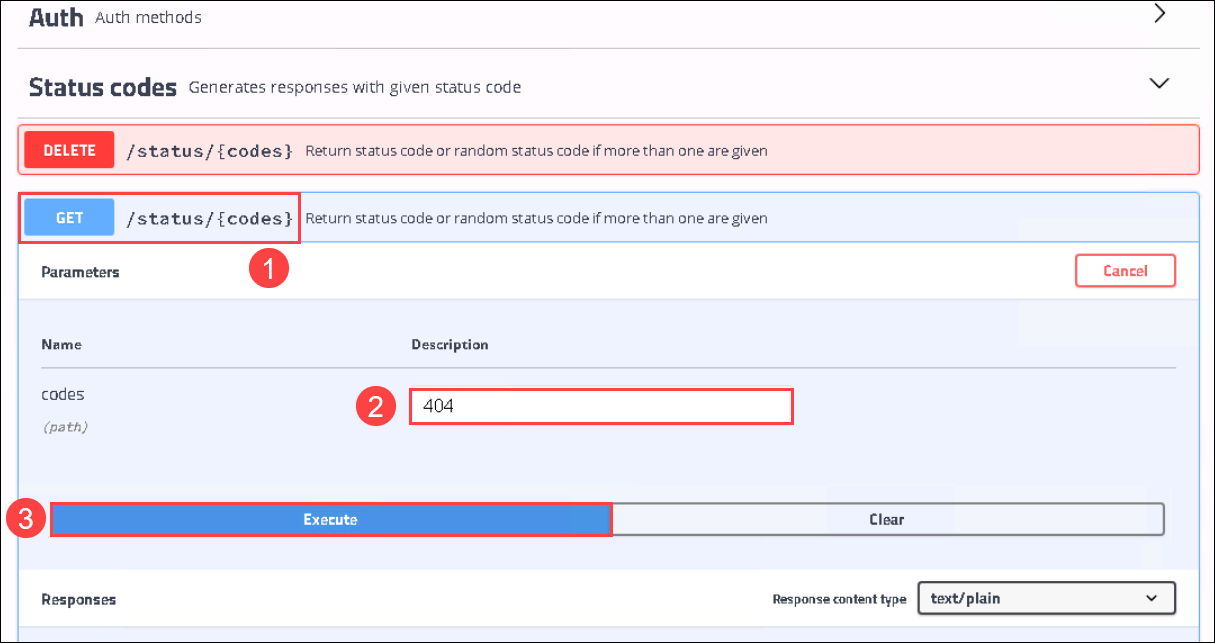 Auth Auth methods
Status codes Generates responses with given status code
DELETE /status/{codes} Return status code or random status code if more than one are given
GET /status/{codes} Return status code or random status code if more than one are given
1
Parameters Cancel
Name Description
codes 2 404
(path)
3 Execute Clear
Responses Response content type text/plain